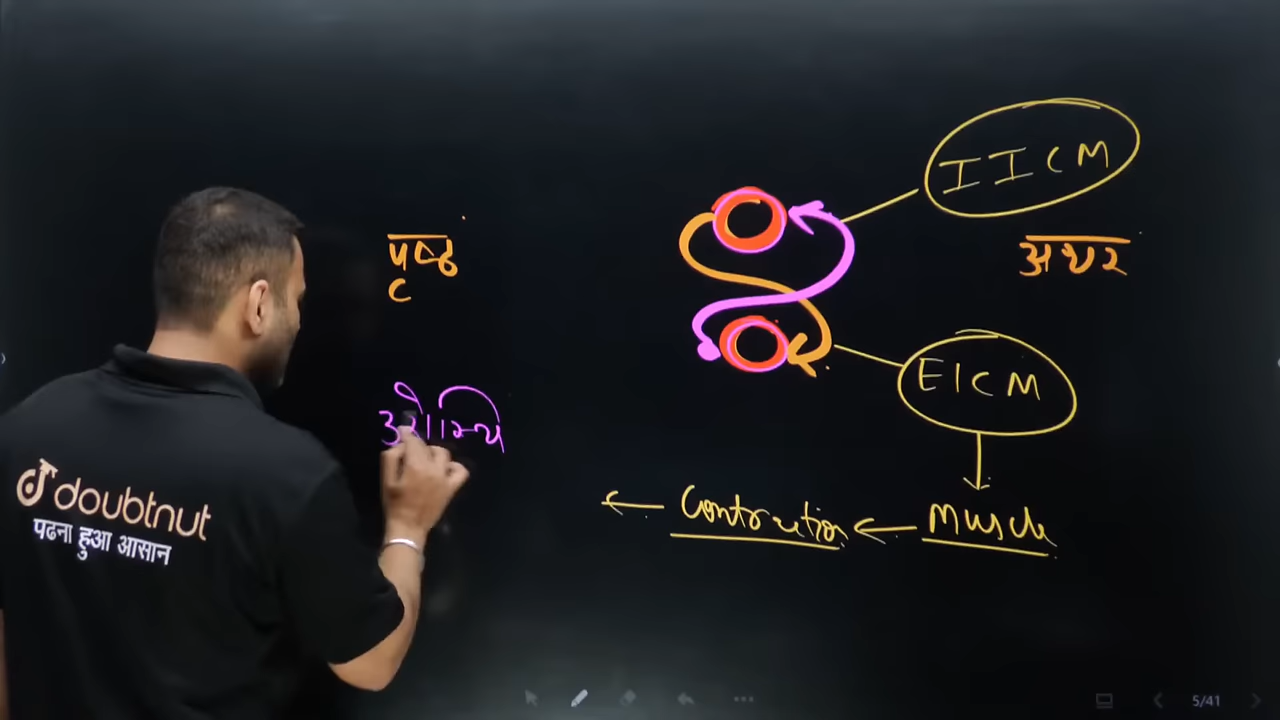 IICM
पृष्ठ
अधर
EICM
Contraction
Muscle
doubtnut
पढना हुआ आसान
5/41